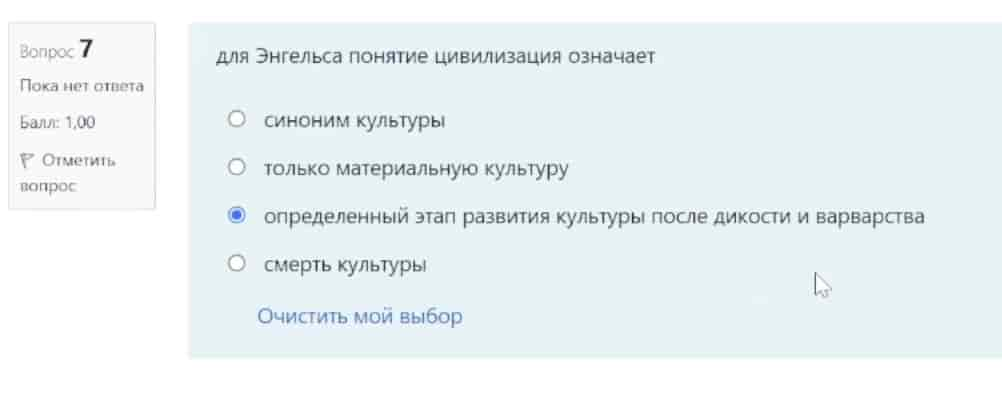 Вопрос 7
Пока нет ответа
Балл: 1,00
Отметить
вопрос
для Энгельса понятие цивилизация означает
синоним культуры
только материальную культуру
определенный этап развития культуры после дикости и варварства
смерть культуры
Очистить мой выбор